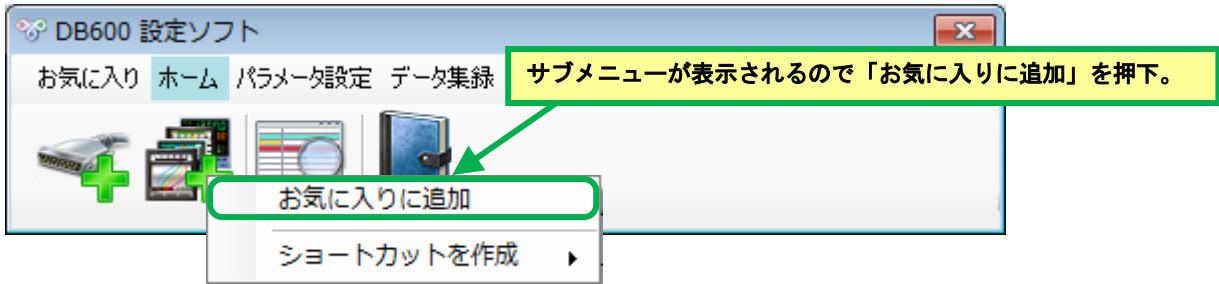 DB600 設定ソフト
お気に入り ホーム パラメータ設定 データ集録
サブメニューが表示されるので「お気に入りに追加」を押下。
お気に入りに追加
ショートカットを作成